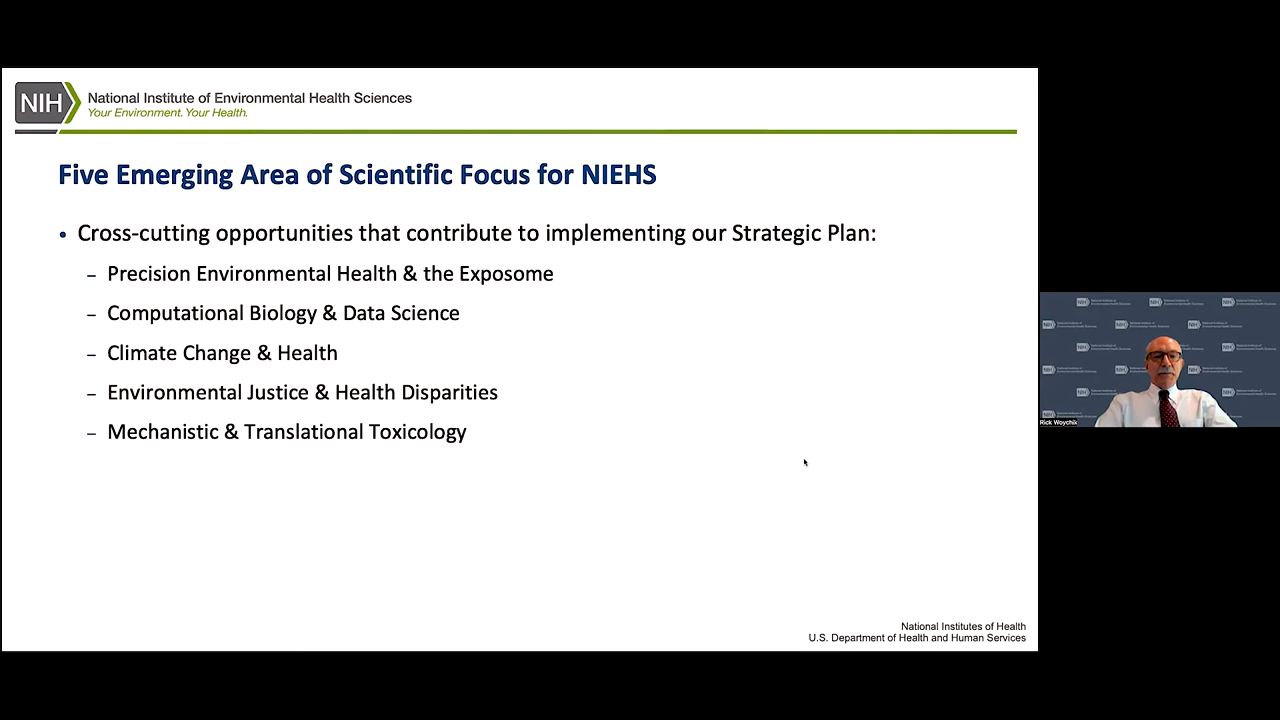 NIH
National Institute of Environmental Health Sciences
Your Environment. Your Health.
Five Emerging Area of Scientific Focus for NIEHS
• Cross-cutting opportunities that contribute to implementing our Strategic Plan:
– Precision Environmental Health & the Exposome
– Computational Biology & Data Science
– Climate Change & Health
– Environmental Justice & Health Disparities
– Mechanistic & Translational Toxicology
National Institutes of Health
U.S. Department of Health and Human Services
Rick Woychik